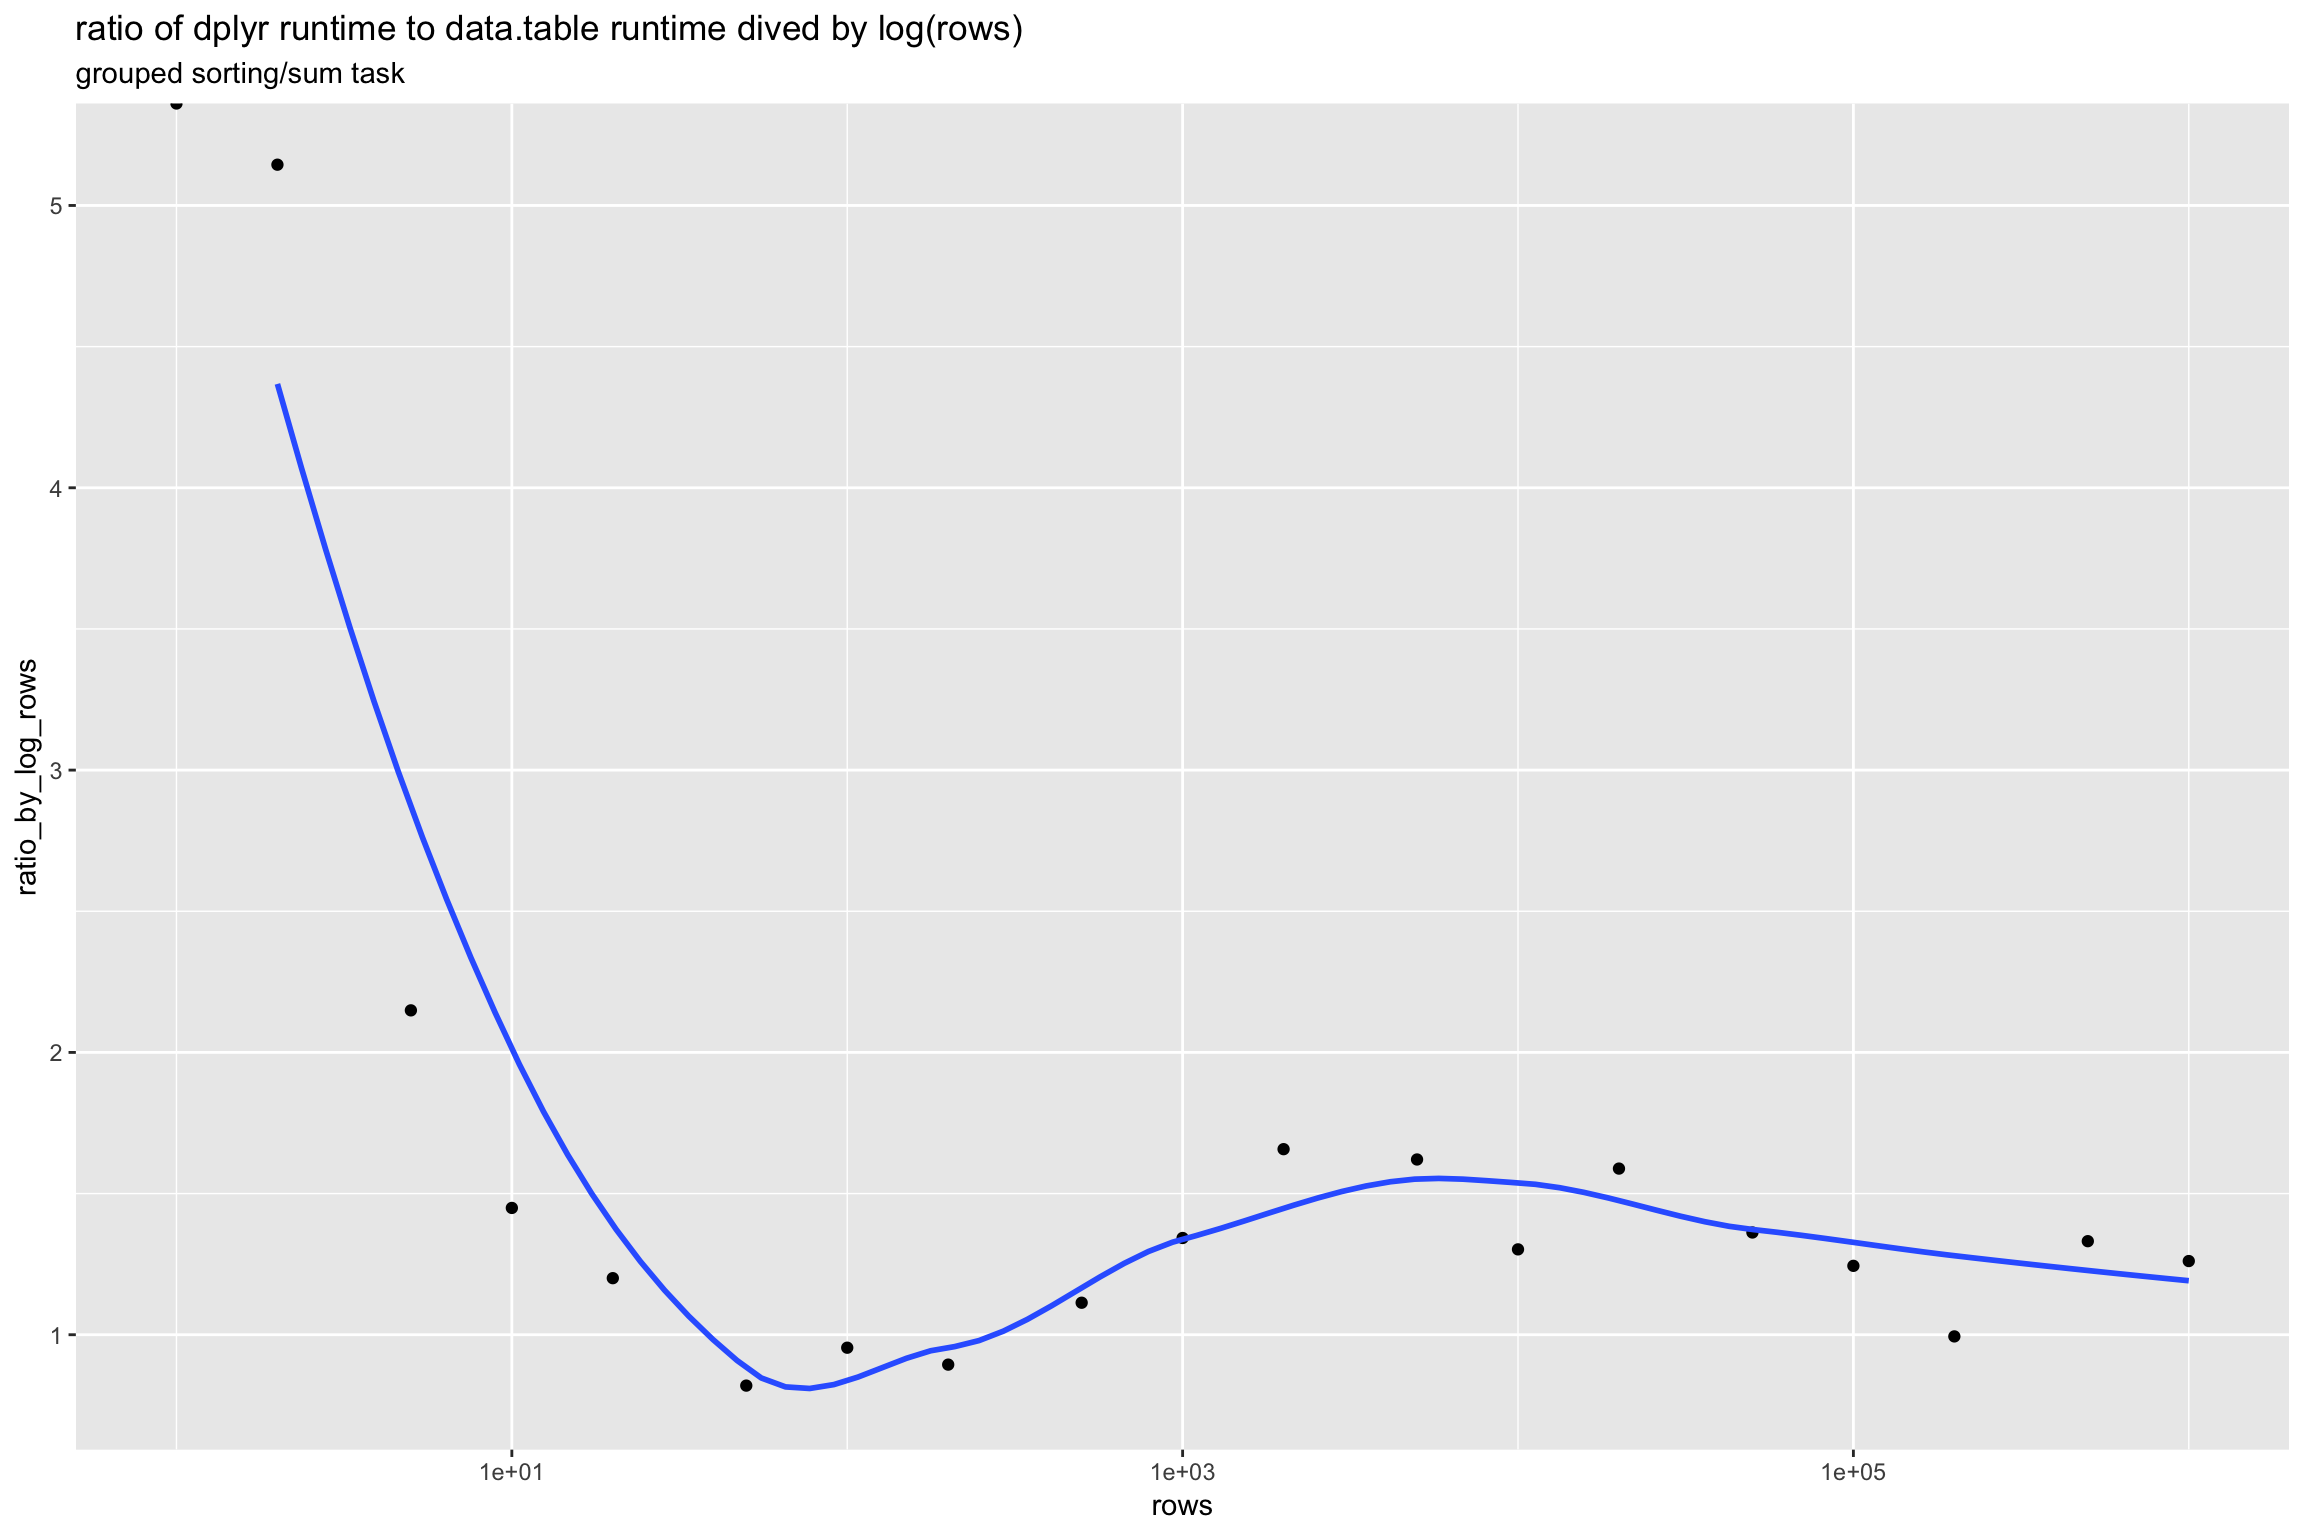 ratio of dplyr runtime to data.table runtime dived by log(rows)
grouped sorting/sum task
5
4
3
2
1
ratio_by_log_rows
1e+01
1e+03
1e+05
rows